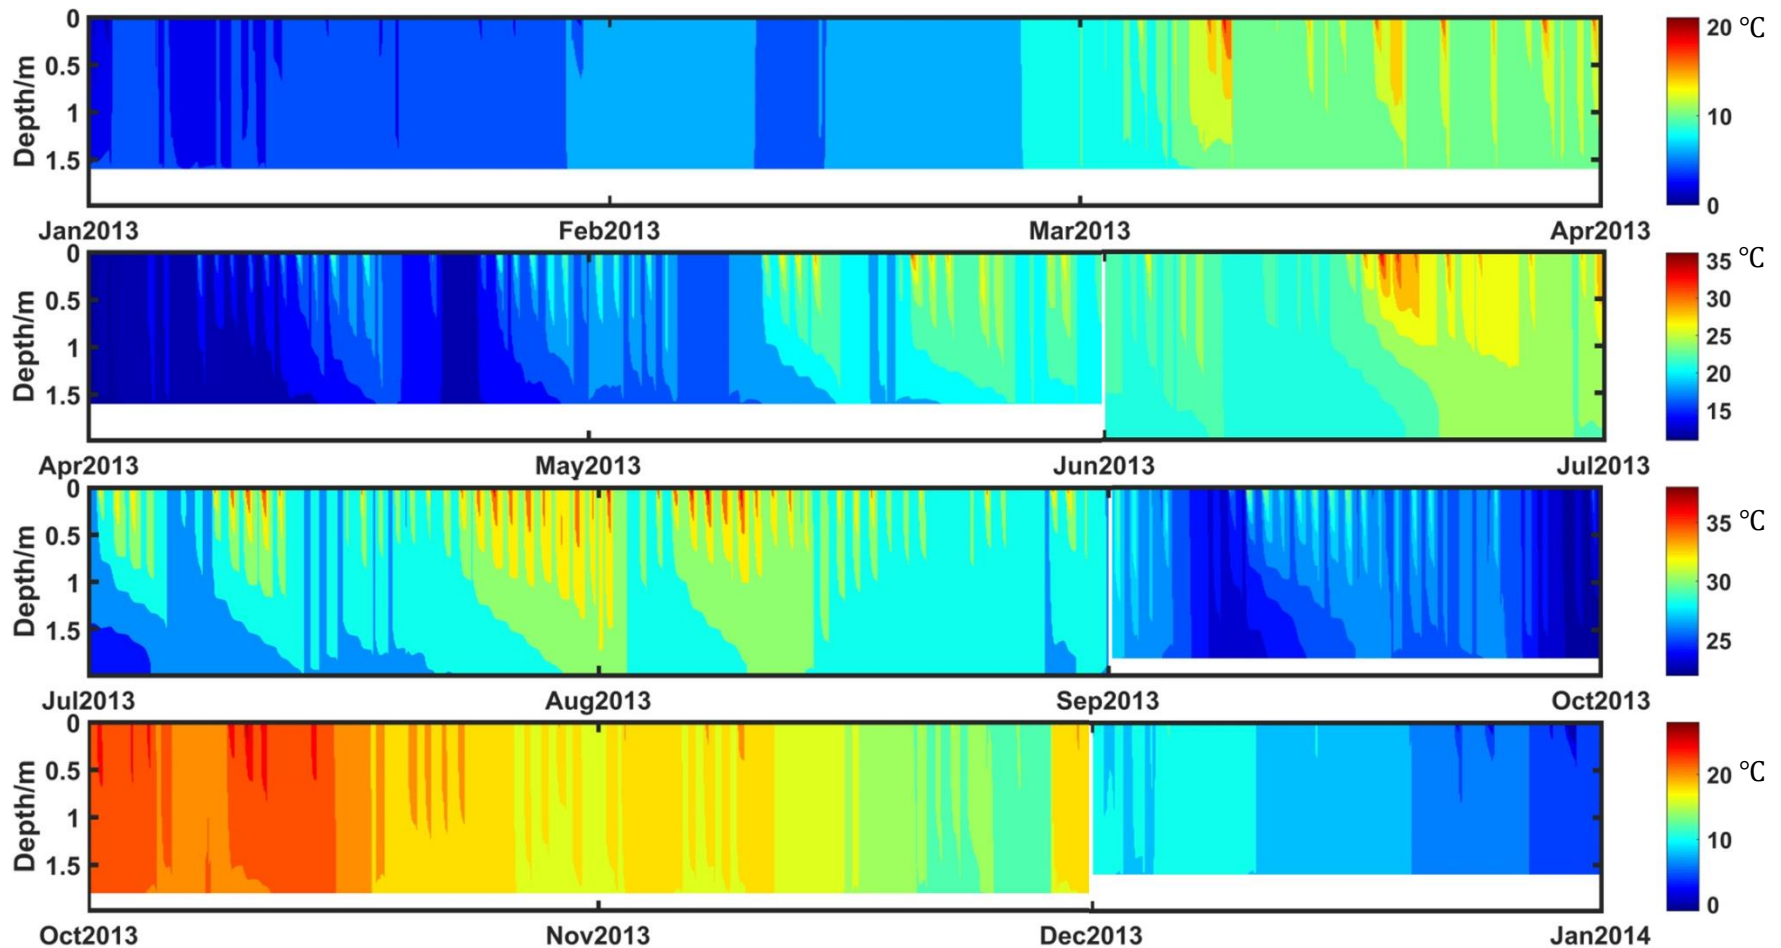 0
0.5
1
1.5
Depth/m
Jan2013 Feb2013 Mar2013 Apr2013
20 °C
10
0
0
0.5
1
1.5
Depth/m
Apr2013 May2013 Jun2013 Jul2013
35 °C
30
25
20
15
0
0.5
1
1.5
Depth/m
Jul2013 Aug2013 Sep2013 Oct2013
35 °C
30
25
0
0.5
1
1.5
Depth/m
Oct2013 Nov2013 Dec2013 Jan2014
20 °C
10
0